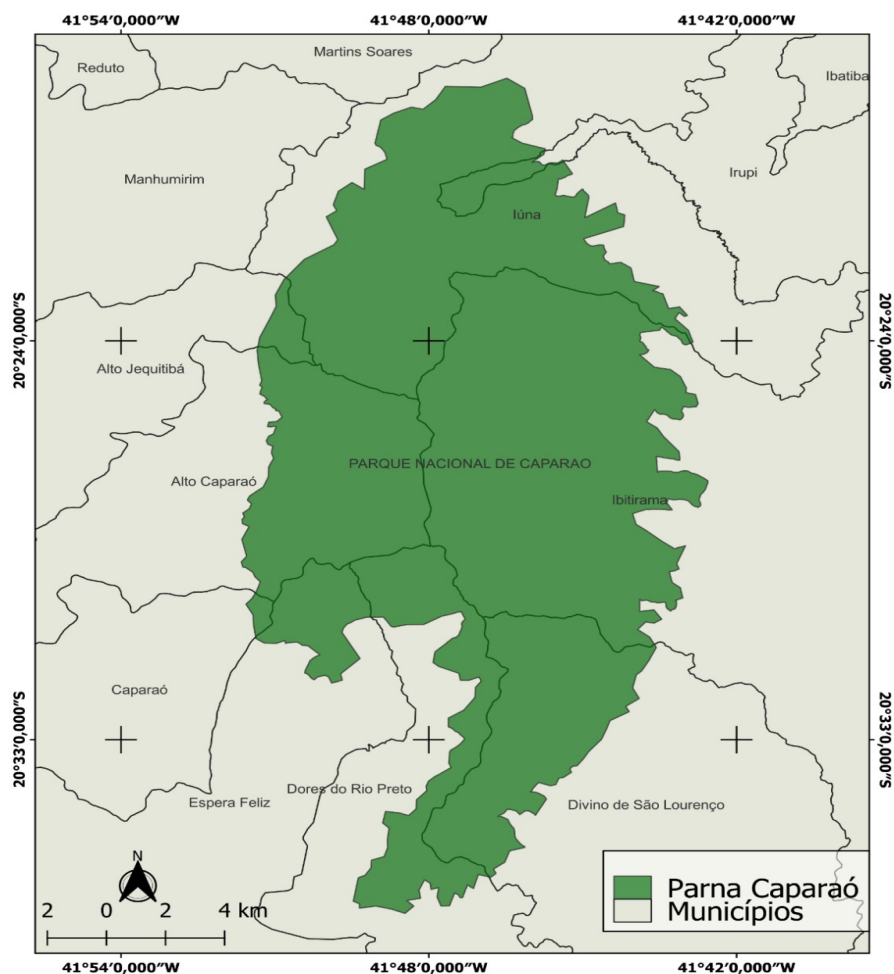 41°54'0,000"W 41°48'0,000"W 41°42'0,000"W
Martins Soares
Reduto
Ibatiba
Manhumirim
Irupi
Iúna
20°24'0,000"S
20°24'0,000"S
Alto Jequitibá
PARQUE NACIONAL DE CAPARAO
Alto Caparaó
Ibitirama
Caparaó
20°33'0,000"S
20°33'0,000"S
Dores do Rio Preto
Espera Feliz
Divino de São Lourenço
N
Parna Caparaó
Municípios
2 0 2 4 km
41°54'0,000"W 41°48'0,000"W 41°42'0,000"W